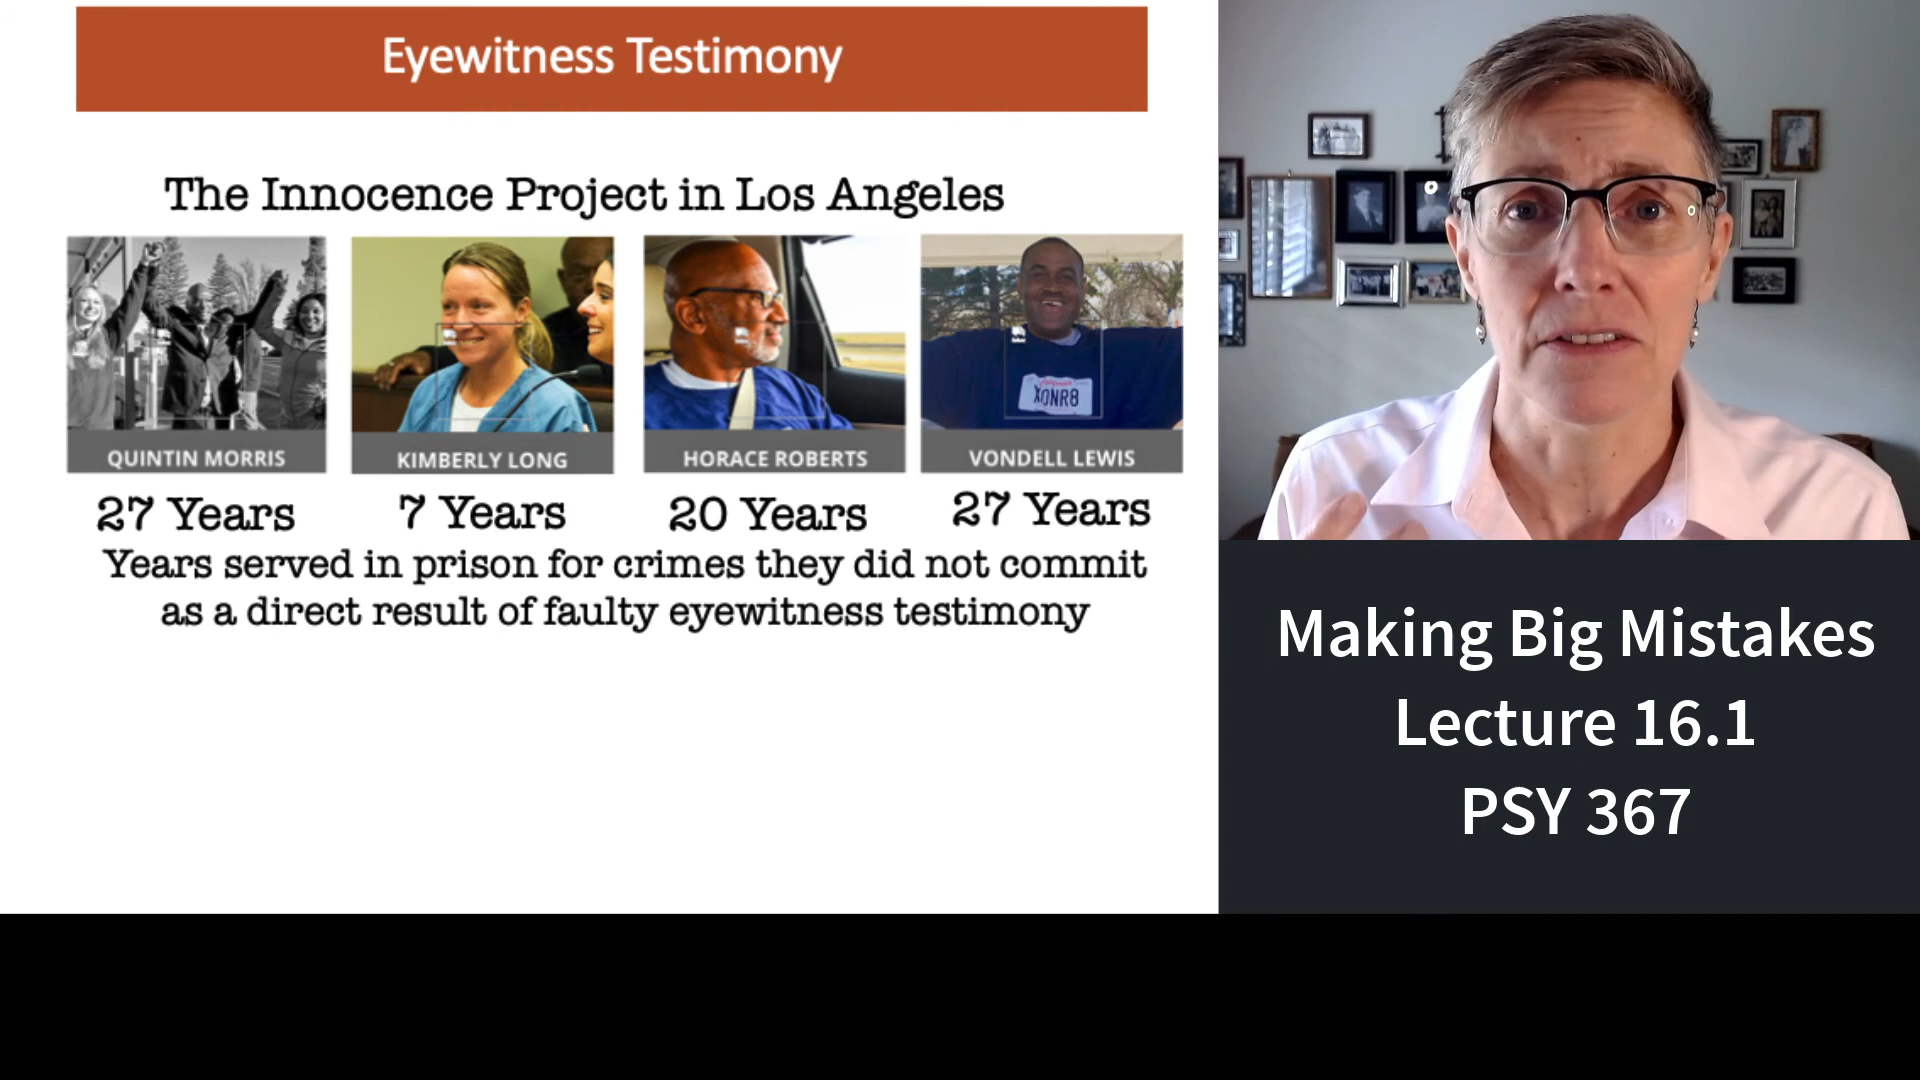 Eyewitness Testimony
The Innocence Project in Los Angeles
QUINTIN MORRIS
KIMBERLY LONG
HORACE ROBERTS
VONDELL LEWIS
XONR8
27 Years
7 Years
20 Years
27 Years
Years served in prison for crimes they did not commit
as a direct result of faulty eyewitness testimony
Making Big Mistakes
Lecture 16.1
PSY 367